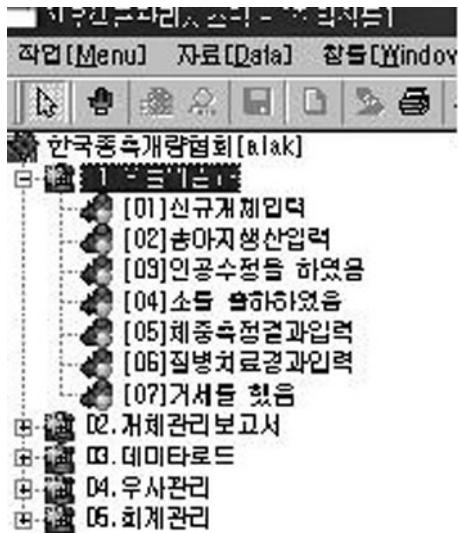 작업[Menu] 자료[Data] 창들[Window
한국종축개량협회[alak]
[01]신규개체입력
[02]송아지생산입력
[03]인공수정을 하였음
[04]소를 출하하였음
[05]체중측정결과입력
[06]질병치료경과입력
[07]거세를 했음
02.개체관리보고서
03.데이타로드
04.우사관리
05.회계관리